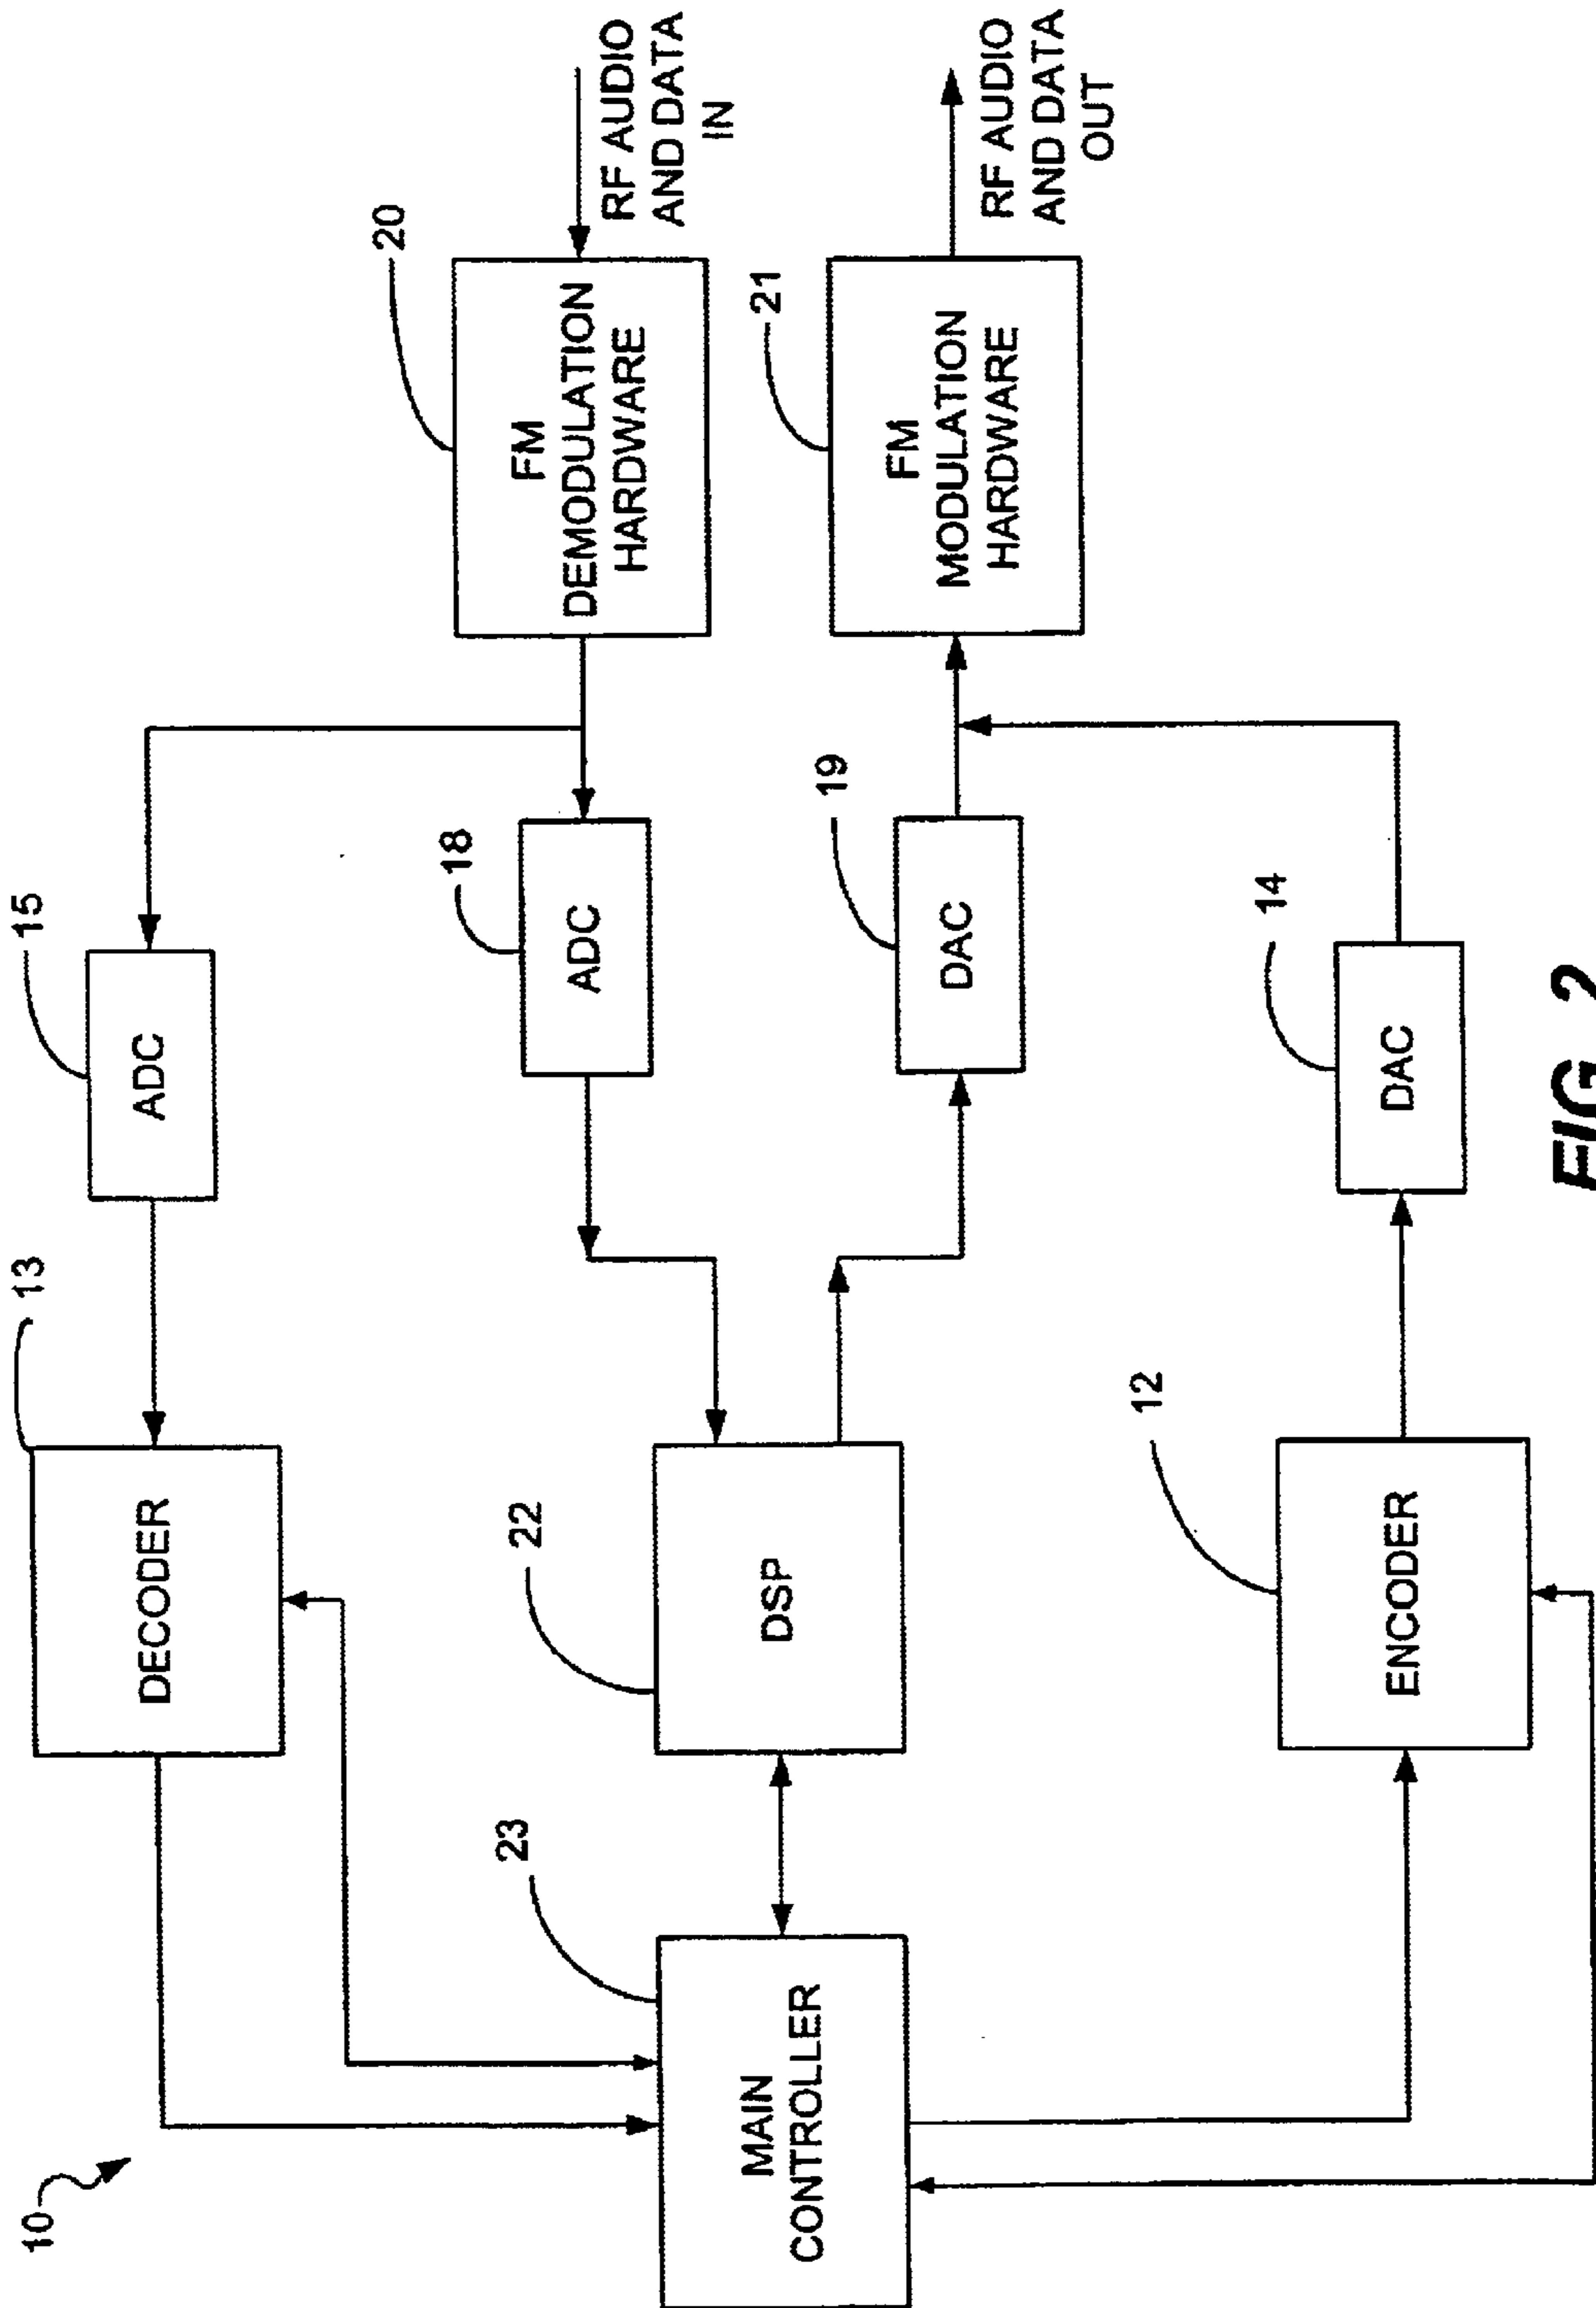 10
13
DECODER
15
ADC
20
FM
DEMODULATION
HARDWARE
RF AUDIO
AND DATA
IN
18
ADC
23
MAIN
CONTROLLER
22
DSP
19
DAC
21
FM
MODULATION
HARDWARE
RF AUDIO
AND DATA
OUT
12
ENCODER
14
DAC
FIG 2